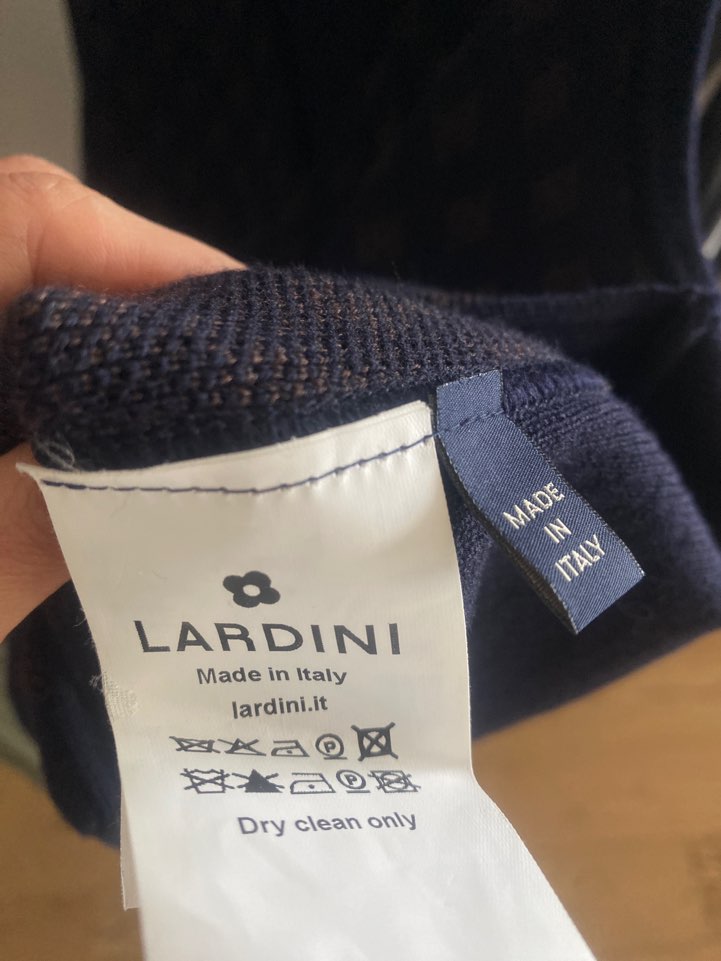 LARDINI
Made in Italy
lardini.it
P
P
Dry clean only
MADE
IN
ITALY